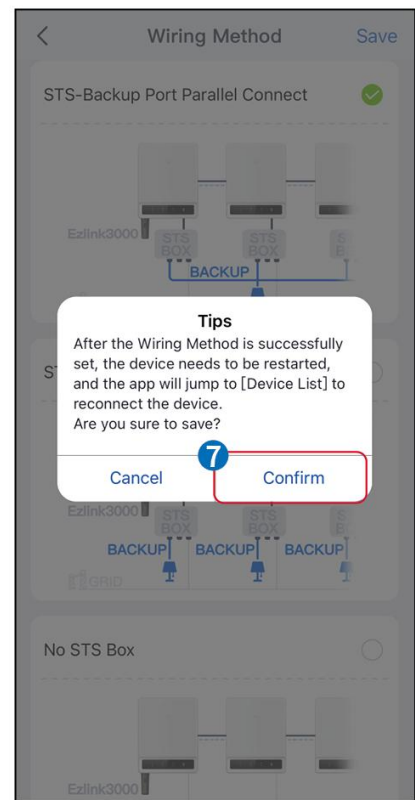 Wiring Method
Save
STS-Backup Port Parallel Connect
Ezlink3000
STS
BOX
STS
BOX
BACKUP
Tips
After the Wiring Method is successfully
set, the device needs to be restarted,
and the app will jump to [Device List] to
reconnect the device.
Are you sure to save?
7
Cancel
Confirm
Ezlink3000
STS
BOX
STS
BOX
BACKUP
BACKUP
BACKUP
GRID
No STS Box
Ezlink3000